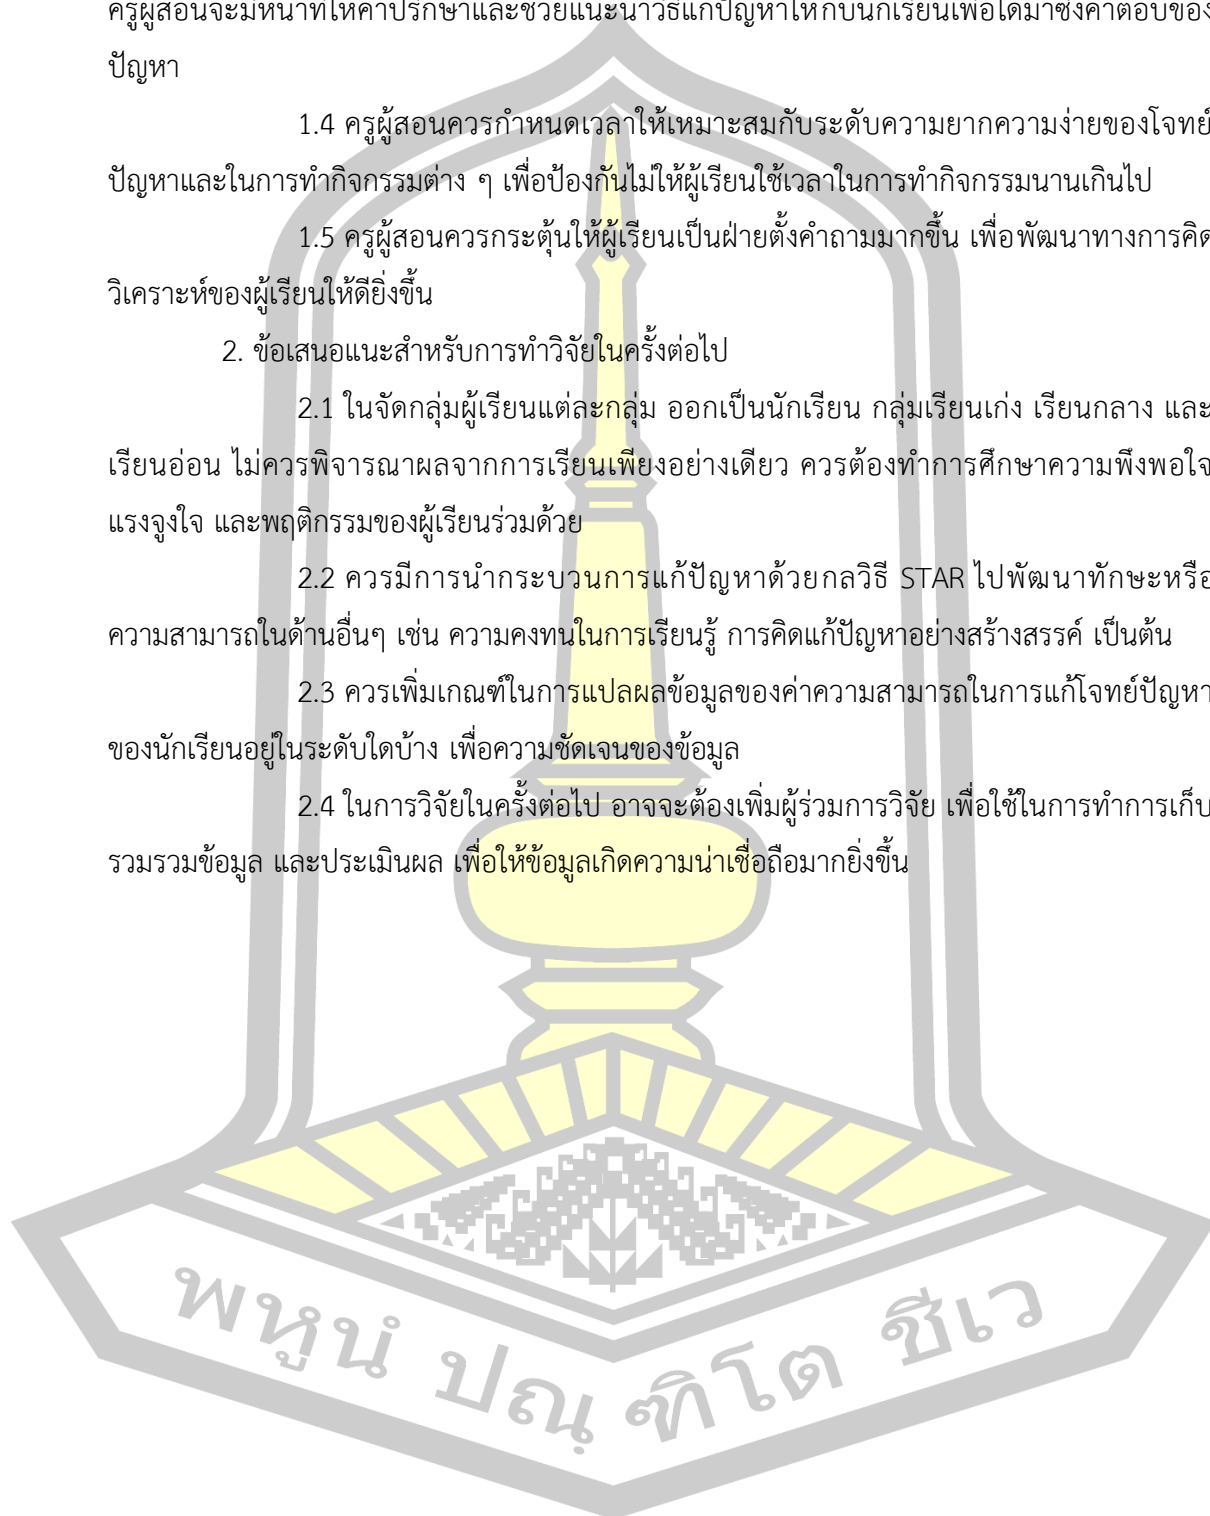 ครูผู้สอนจะมีหน้าที่ให้คำปรึกษาและช่วยแนะนำวิธีแก้ปัญหาให้กับนักเรียนเพื่อได้มาซึ่งคำตอบของ
ปัญหา
1.4 ครูผู้สอนควรกำหนดเวลาให้เหมาะสมกับระดับความยากความง่ายของโจทย์
ปัญหาและในการทำกิจกรรมต่าง ๆ เพื่อป้องกันไม่ให้ผู้เรียนใช้เวลาในการทำกิจกรรมนานเกินไป
1.5 ครูผู้สอนควรกระตุ้นให้ผู้เรียนเป็นฝ่ายตั้งคำถามมากขึ้น เพื่อพัฒนาทางการคิด
วิเคราะห์ของผู้เรียนให้ดียิ่งขึ้น
2. ข้อเสนอแนะสำหรับการทำวิจัยในครั้งต่อไป
2.1 ในจัดกลุ่มผู้เรียนแต่ละกลุ่ม ออกเป็นนักเรียน กลุ่มเรียนเก่ง เรียนกลาง และ
เรียนอ่อน ไม่ควรพิจารณาผลจากการเรียนเพียงอย่างเดียว ควรต้องทำการศึกษาความพึงพอใจ
แรงจูงใจ และพฤติกรรมของผู้เรียนร่วมด้วย
2.2 ควรมีการนำกระบวนการแก้ปัญหาด้วยกลวิธี STAR ไปพัฒนาทักษะหรือ
ความสามารถในด้านอื่นๆ เช่น ความคงทนในการเรียนรู้ การคิดแก้ปัญหาอย่างสร้างสรรค์ เป็นต้น
2.3 ควรเพิ่มเกณฑ์ในการแปลผลข้อมูลของค่าความสามารถในการแก้โจทย์ปัญหา
ของนักเรียนอยู่ในระดับใดบ้าง เพื่อความชัดเจนของข้อมูล
2.4 ในการวิจัยในครั้งต่อไป อาจจะต้องเพิ่มผู้ร่วมการวิจัย เพื่อใช้ในการทำการเก็บ
รวมรวมข้อมูล และประเมินผล เพื่อให้ข้อมูลเกิดความน่าเชื่อถือมากยิ่งขึ้น
พหูนํ ปณฺ ฑิโต ชีเว